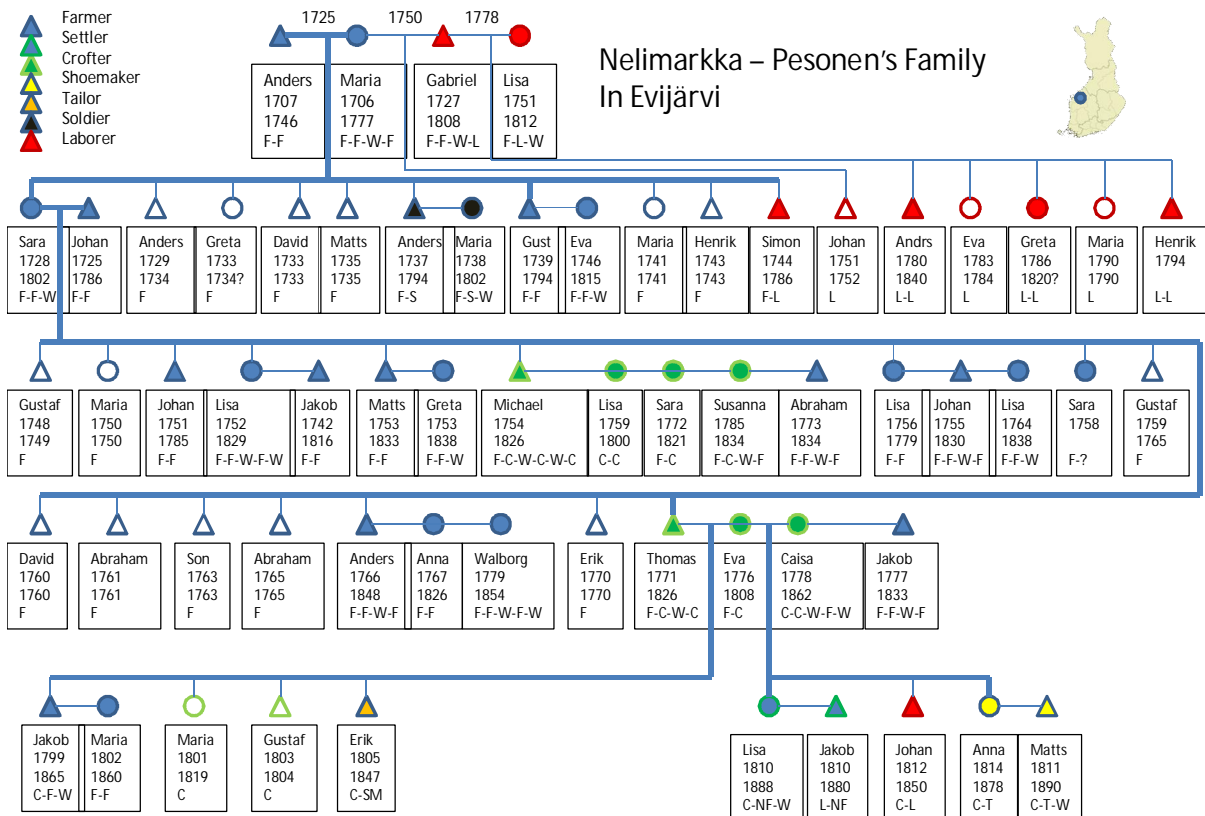 Farmer
Settler
Crofter
Shoemaker
Tailor
Soldier
Laborer
1725
1750
1778
Nelimarkka – Pesonen's Family
In Evijärvi
Anders
1707
1746
F-F
Maria
1706
1777
F-F-W-F
Gabriel
1727
1808
F-F-W-L
Lisa
1751
1812
F-L-W
Sara
1728
1802
F-F-W
Johan
1725
1786
F-F
Anders
1729
1734
F
Greta
1733
1734?
F
David
1733
1733
F
Matts
1735
1735
F
Anders
1737
1794
F-S
Maria
1738
1802
F-S-W
Gust
1739
1794
F-F
Eva
1746
1815
F-F-W
Maria
1741
1741
F
Henrik
1743
1743
F
Simon
1744
1786
F-L
Johan
1751
1752
L
Andrs
1780
1840
L-L
Eva
1783
1784
L
Greta
1786
1820?
L-L
Maria
1790
1790
L
Henrik
1794
L-L
Gustaf
1748
1749
F
Maria
1750
1750
F
Johan
1751
1785
F-F
Lisa
1752
1829
F-F-W-F-W
Jakob
1742
1816
F-F
Matts
1753
1833
F-F
Greta
1753
1838
F-F-W
Michael
1754
1826
F-C-W-C-W-C
Lisa
1759
1800
C-C
Sara
1772
1821
F-C
Susanna
1785
1834
F-C-W-F
Abraham
1773
1834
F-F-W-F
Lisa
1756
1779
F-F
Johan
1755
1830
F-F-W-F
Lisa
1764
1838
F-F-W
Sara
1758
F-?
Gustaf
1759
1765
F
David
1760
1760
F
Abraham
1761
1761
F
Son
1763
1763
F
Abraham
1765
1765
F
Anders
1766
1848
F-F-W-F
Anna
1767
1826
F-F
Walborg
1779
1854
F-F-W-F-W
Erik
1770
1770
F
Thomas
1771
1826
F-C-W-C
Eva
1776
1808
F-C
Caisa
1778
1862
C-C-W-F-W
Jakob
1777
1833
F-F-W-F
Jakob
1799
1865
C-F-W
Maria
1802
1860
F-F
Maria
1801
1819
C
Gustaf
1803
1804
C
Erik
1805
1847
C-SM
Lisa
1810
1888
C-NF-W
Jakob
1810
1880
L-NF
Johan
1812
1850
C-L
Anna
1814
1878
C-T
Matts
1811
1890
C-T-W